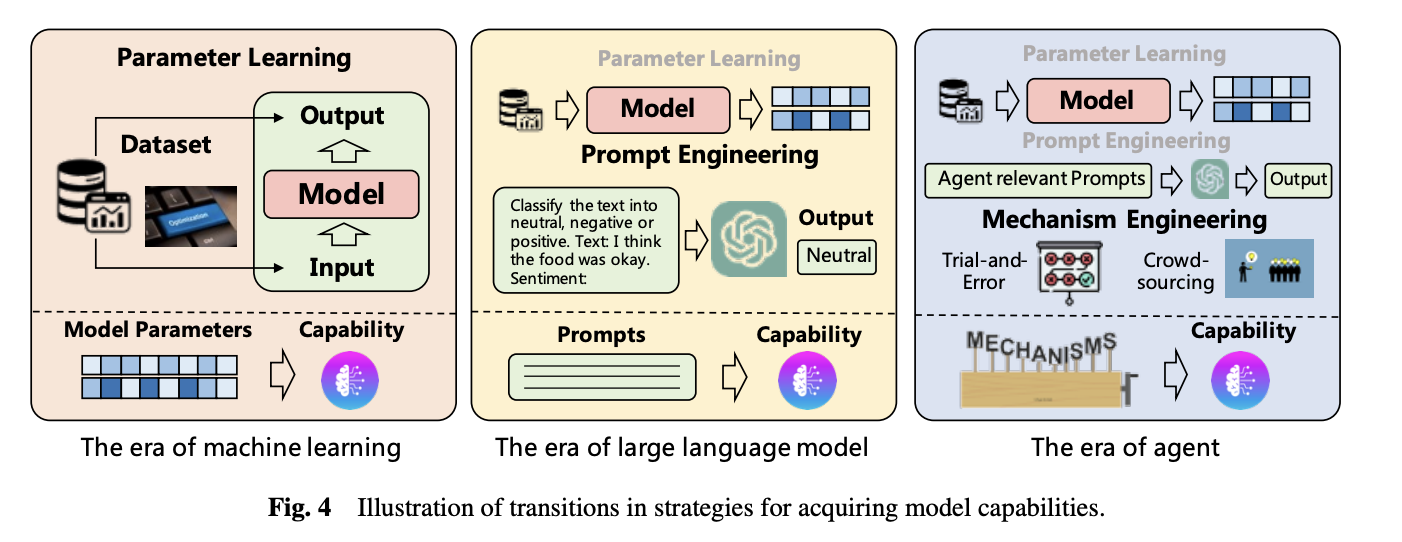 Parameter Learning
Dataset
Output
Model
Input
Optimization
Model Parameters
Capability
The era of machine learning
Parameter Learning
Model
Prompt Engineering
Classify the text into
neutral, negative or
positive. Text: I think
the food was okay.
Sentiment:
Output
Neutral
Prompts
Capability
The era of large language model
Parameter Learning
Model
Prompt Engineering
Agent relevant Prompts
Output
Mechanism Engineering
Trial-and-
Error
Crowd-
sourcing
MECHANISMS
Capability
The era of agent
Fig. 4 Illustration of transitions in strategies for acquiring model capabilities.